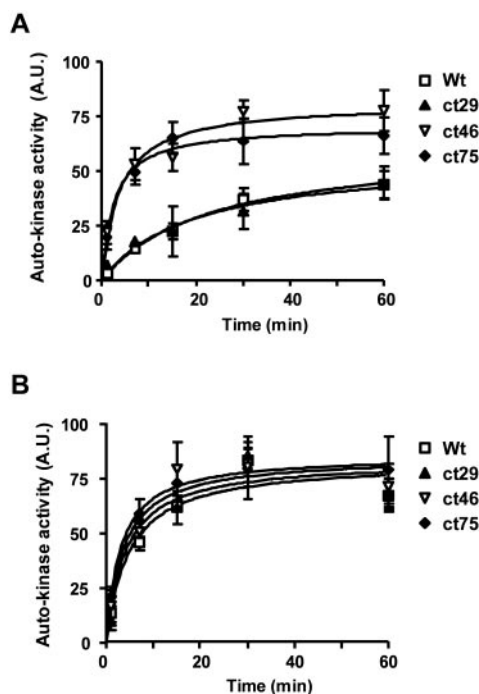 A
Auto-kinase activity (A.U.)
100
75
50
25
0
0
20
40
60
Time (min)
Wt
ct29
ct46
ct75
B
Auto-kinase activity (A.U.)
100
75
50
25
0
0
20
40
60
Time (min)
Wt
ct29
ct46
ct75